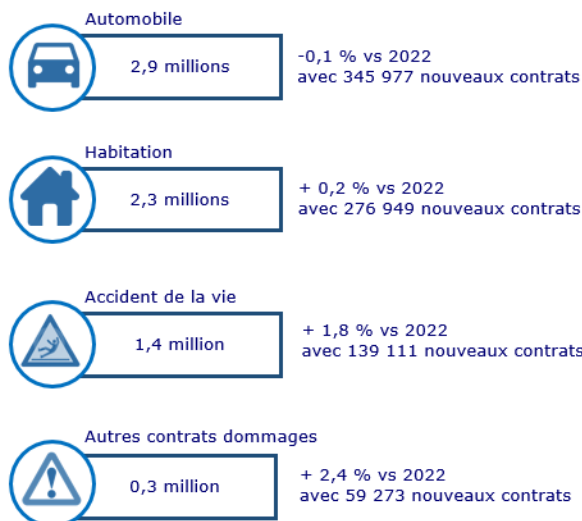 Automobile
2,9 millions
-0,1 % vs 2022
avec 345 977 nouveaux contrats
Habitation
2,3 millions
+ 0,2 % vs 2022
avec 276 949 nouveaux contrats
Accident de la vie
1,4 million
+ 1,8 % vs 2022
avec 139 111 nouveaux contrats
Autres contrats dommages
0,3 million
+ 2,4 % vs 2022
avec 59 273 nouveaux contrats